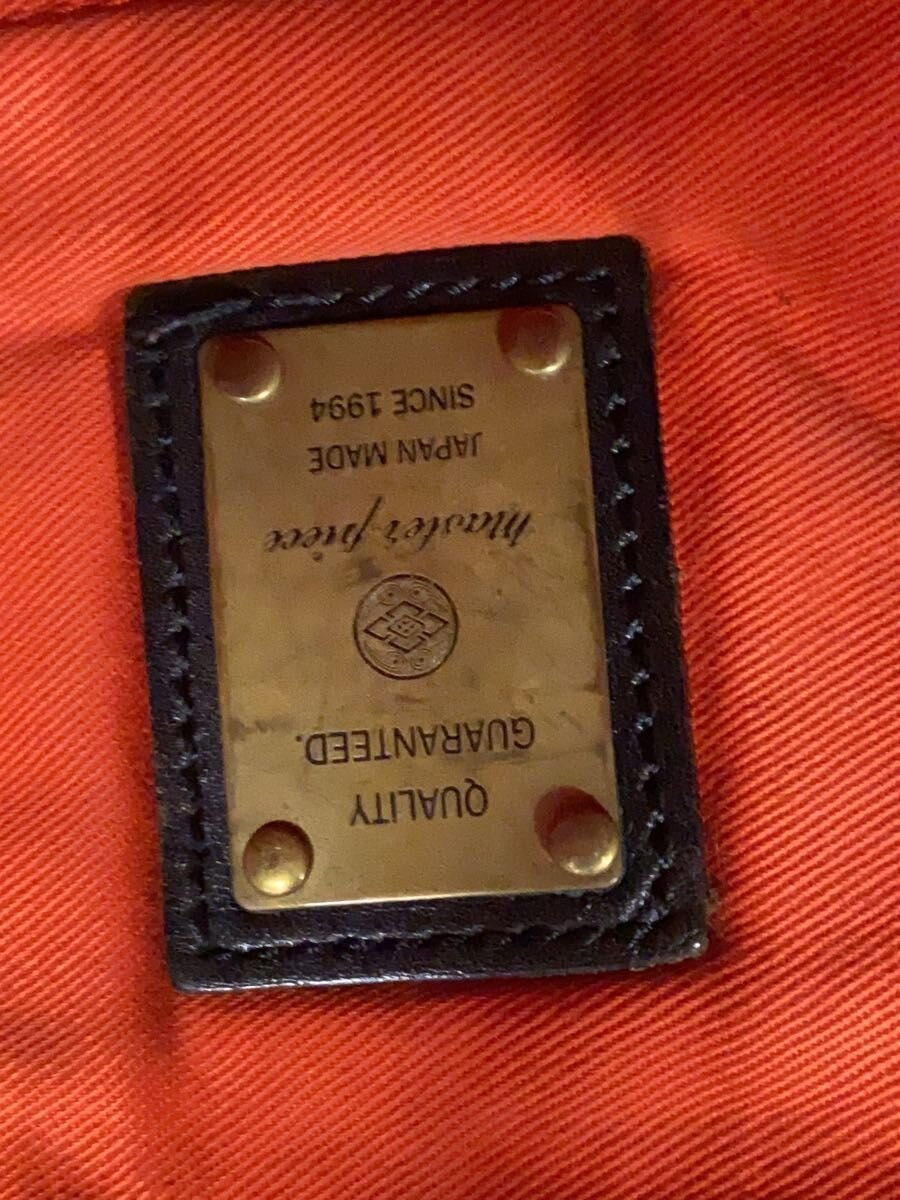 QUALITY
GUARANTEED.
master-piece
JAPAN MADE
SINCE 1994